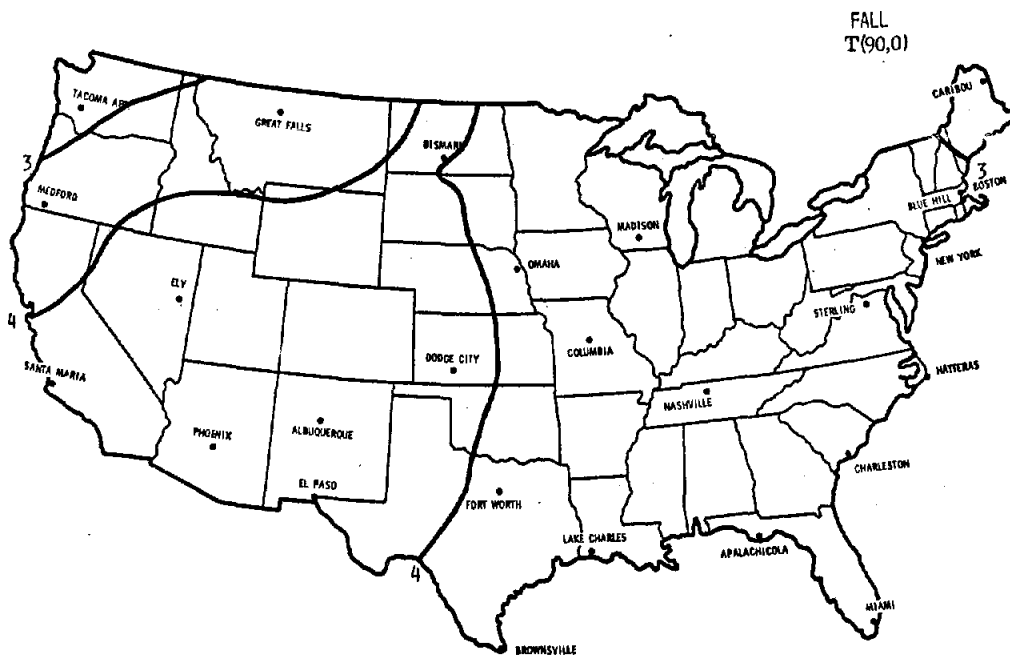 FALL
T(90,0)
CARIBOU
TACOMA
GREAT FALLS
3
BISMARK
3
MEDFORD
BOSTON
BLUE HILL
MADISON
NEW YORK
OMAHA
ELY
STERLING
4
COLUMBIA
DODGE CITY
SANTA MARIA
HATTERAS
NASHVILLE
PHOENIX
ALBUQUERQUE
CHARLESTON
EL PASO
FORT WORTH
LAKE CHARLES
APALACHICOLA
4
MIAMI
BROWNSVILLE